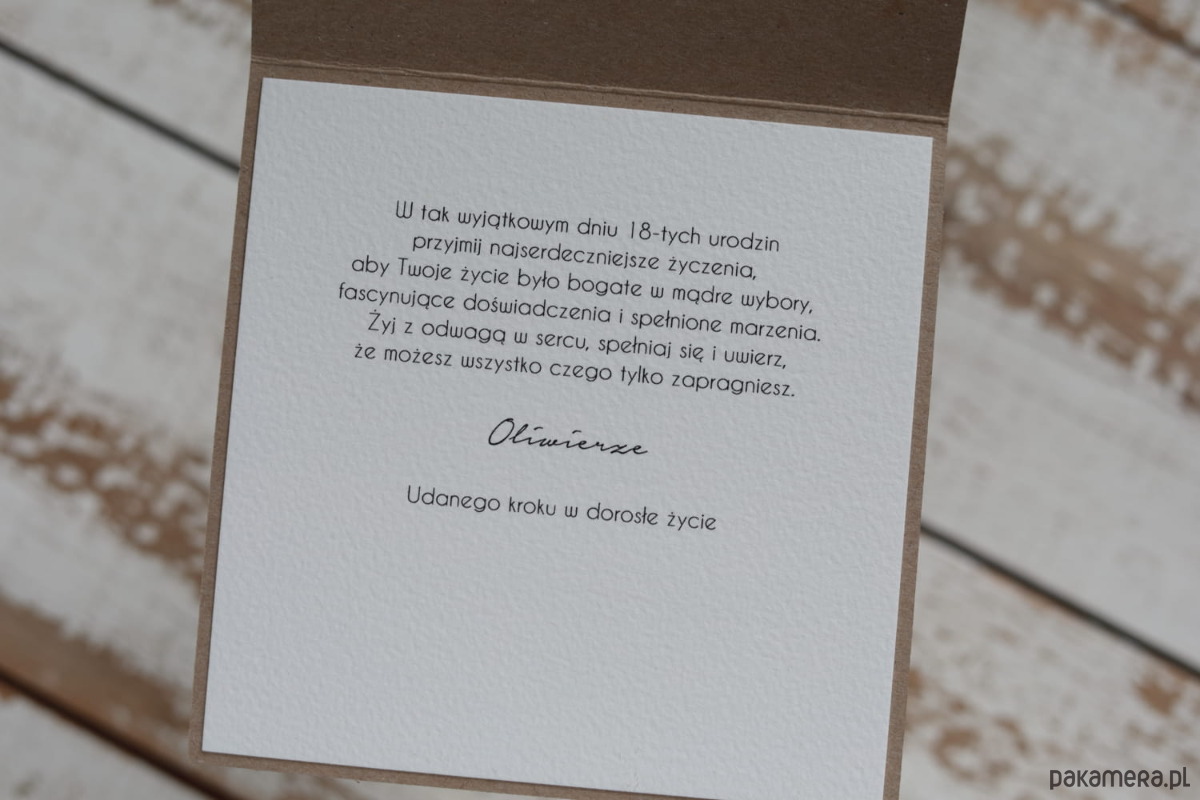 W tak wyjątkowym dniu 18-tych urodzin
przyjmij najserdeczniejsze życzenia,
aby Twoje życie było bogate w mądre wybory,
fascynujące doświadczenia i spełnione marzenia.
Żyj z odwagą w sercu, spełniaj się i uwierz,
że możesz wszystko czego tylko zapragniesz.
Oliwierze
Udanego kroku w dorosłe życie
pakamera.pl